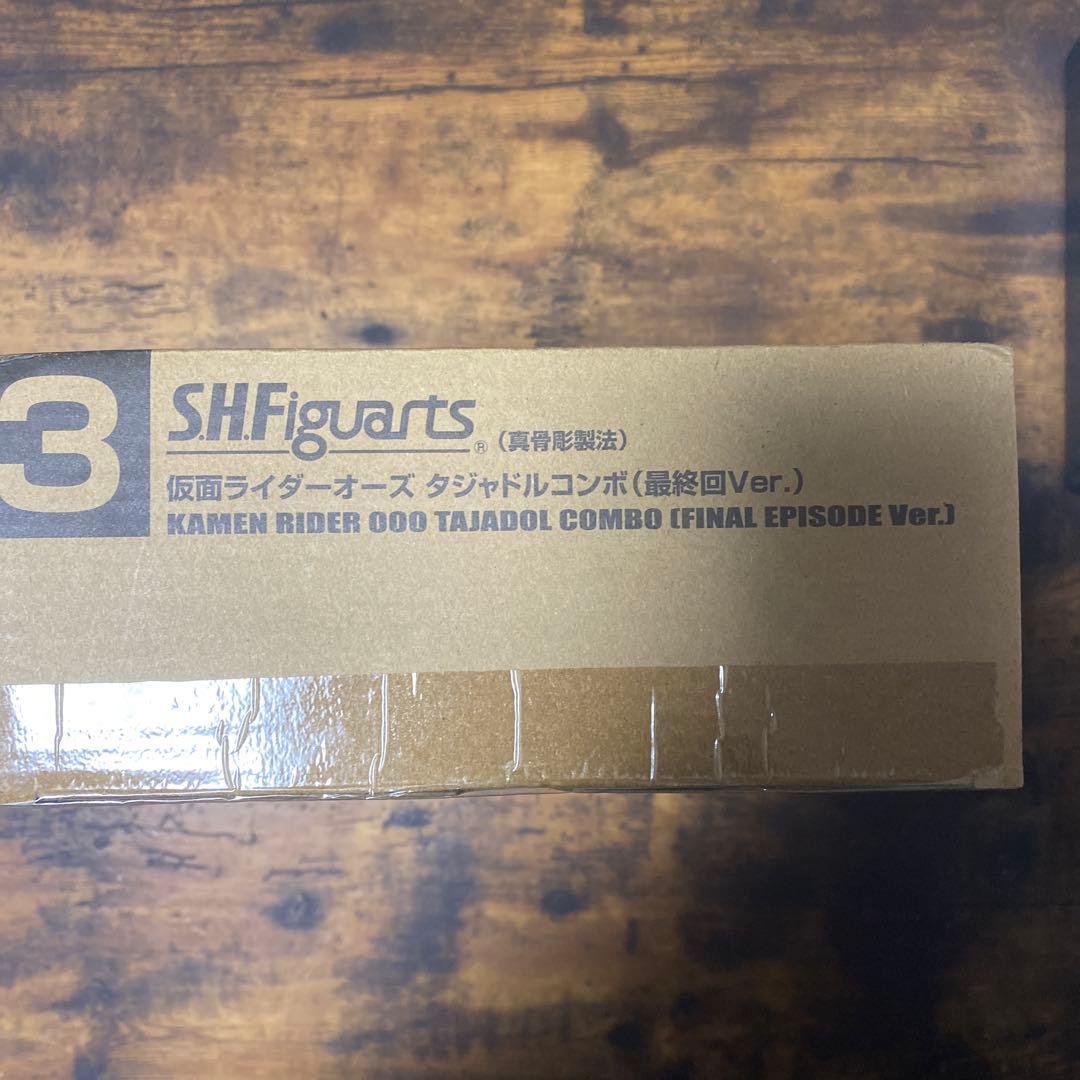 3
S.H.Figuarts® (真骨彫製法)
仮面ライダーオーズ タジャドルコンボ(最終回Ver.)
KAMEN RIDER OOO TAJADOL COMBO (FINAL EPISODE Ver.)